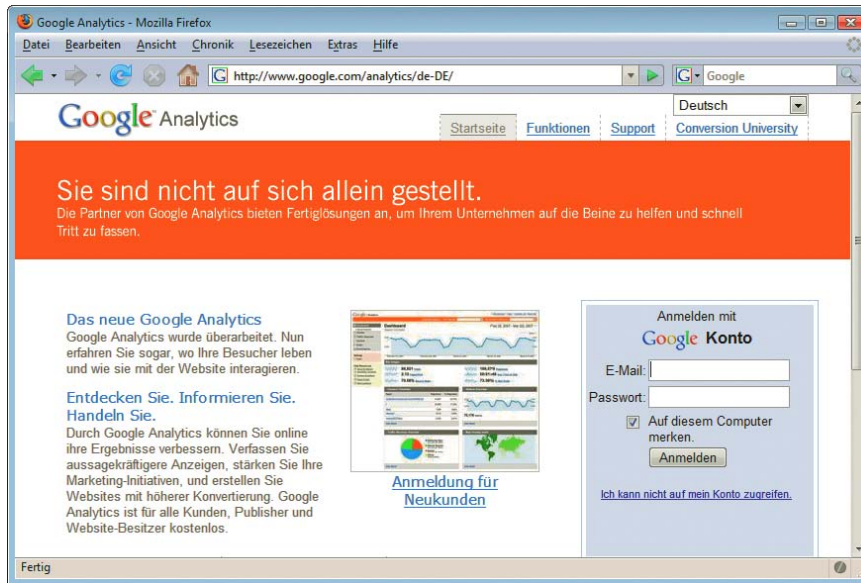 Google Analytics - Mozilla Firefox
Datei Bearbeiten Ansicht Chronik Lesezeichen Extras Hilfe
http://www.google.com/analytics/de-DE/
G Google
Google Analytics
Deutsch
Startseite Funktionen Support Conversion University
Sie sind nicht auf sich allein gestellt.
Die Partner von Google Analytics bieten Fertiglösungen an, um Ihrem Unternehmen auf die Beine zu helfen und schnell
Tritt zu fassen.
Das neue Google Analytics
Google Analytics wurde überarbeitet. Nun
erfahren Sie sogar, wo Ihre Besucher leben
und wie sie mit der Website interagieren.
Entdecken Sie. Informieren Sie.
Handeln Sie.
Durch Google Analytics können Sie online
ihre Ergebnisse verbessern. Verfassen Sie
aussagekräftigere Anzeigen, stärken Sie Ihre
Marketing-Initiativen, und erstellen Sie
Websites mit höherer Konvertierung. Google
Analytics ist für alle Kunden, Publisher und
Website-Besitzer kostenlos.
Dashboard
Anmeldung für
Neukunden
Anmelden mit
Google Konto
E-Mail:
Passwort:
Auf diesem Computer
merken.
Anmelden
Ich kann nicht auf mein Konto zugreifen.
Fertig